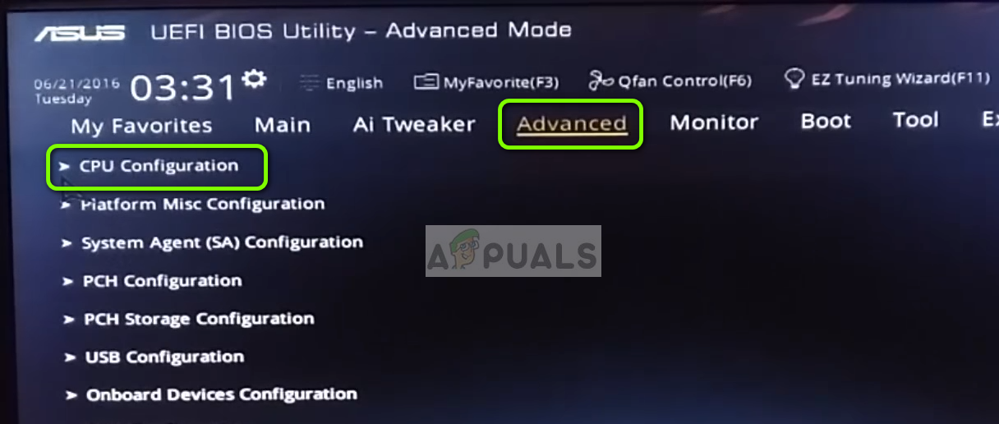 ASUS UEFI BIOS Utility – Advanced Mode
06/21/2016 03:31 English MyFavorite(F3) Qfan Control(F6) EZ Tuning Wizard(F11)
Tuesday
My Favorites Main Ai Tweaker Advanced Monitor Boot Tool
CPU Configuration
Platform Misc Configuration
System Agent (SA) Configuration
APPUALS
PCH Configuration
PCH Storage Configuration
USB Configuration
Onboard Devices Configuration